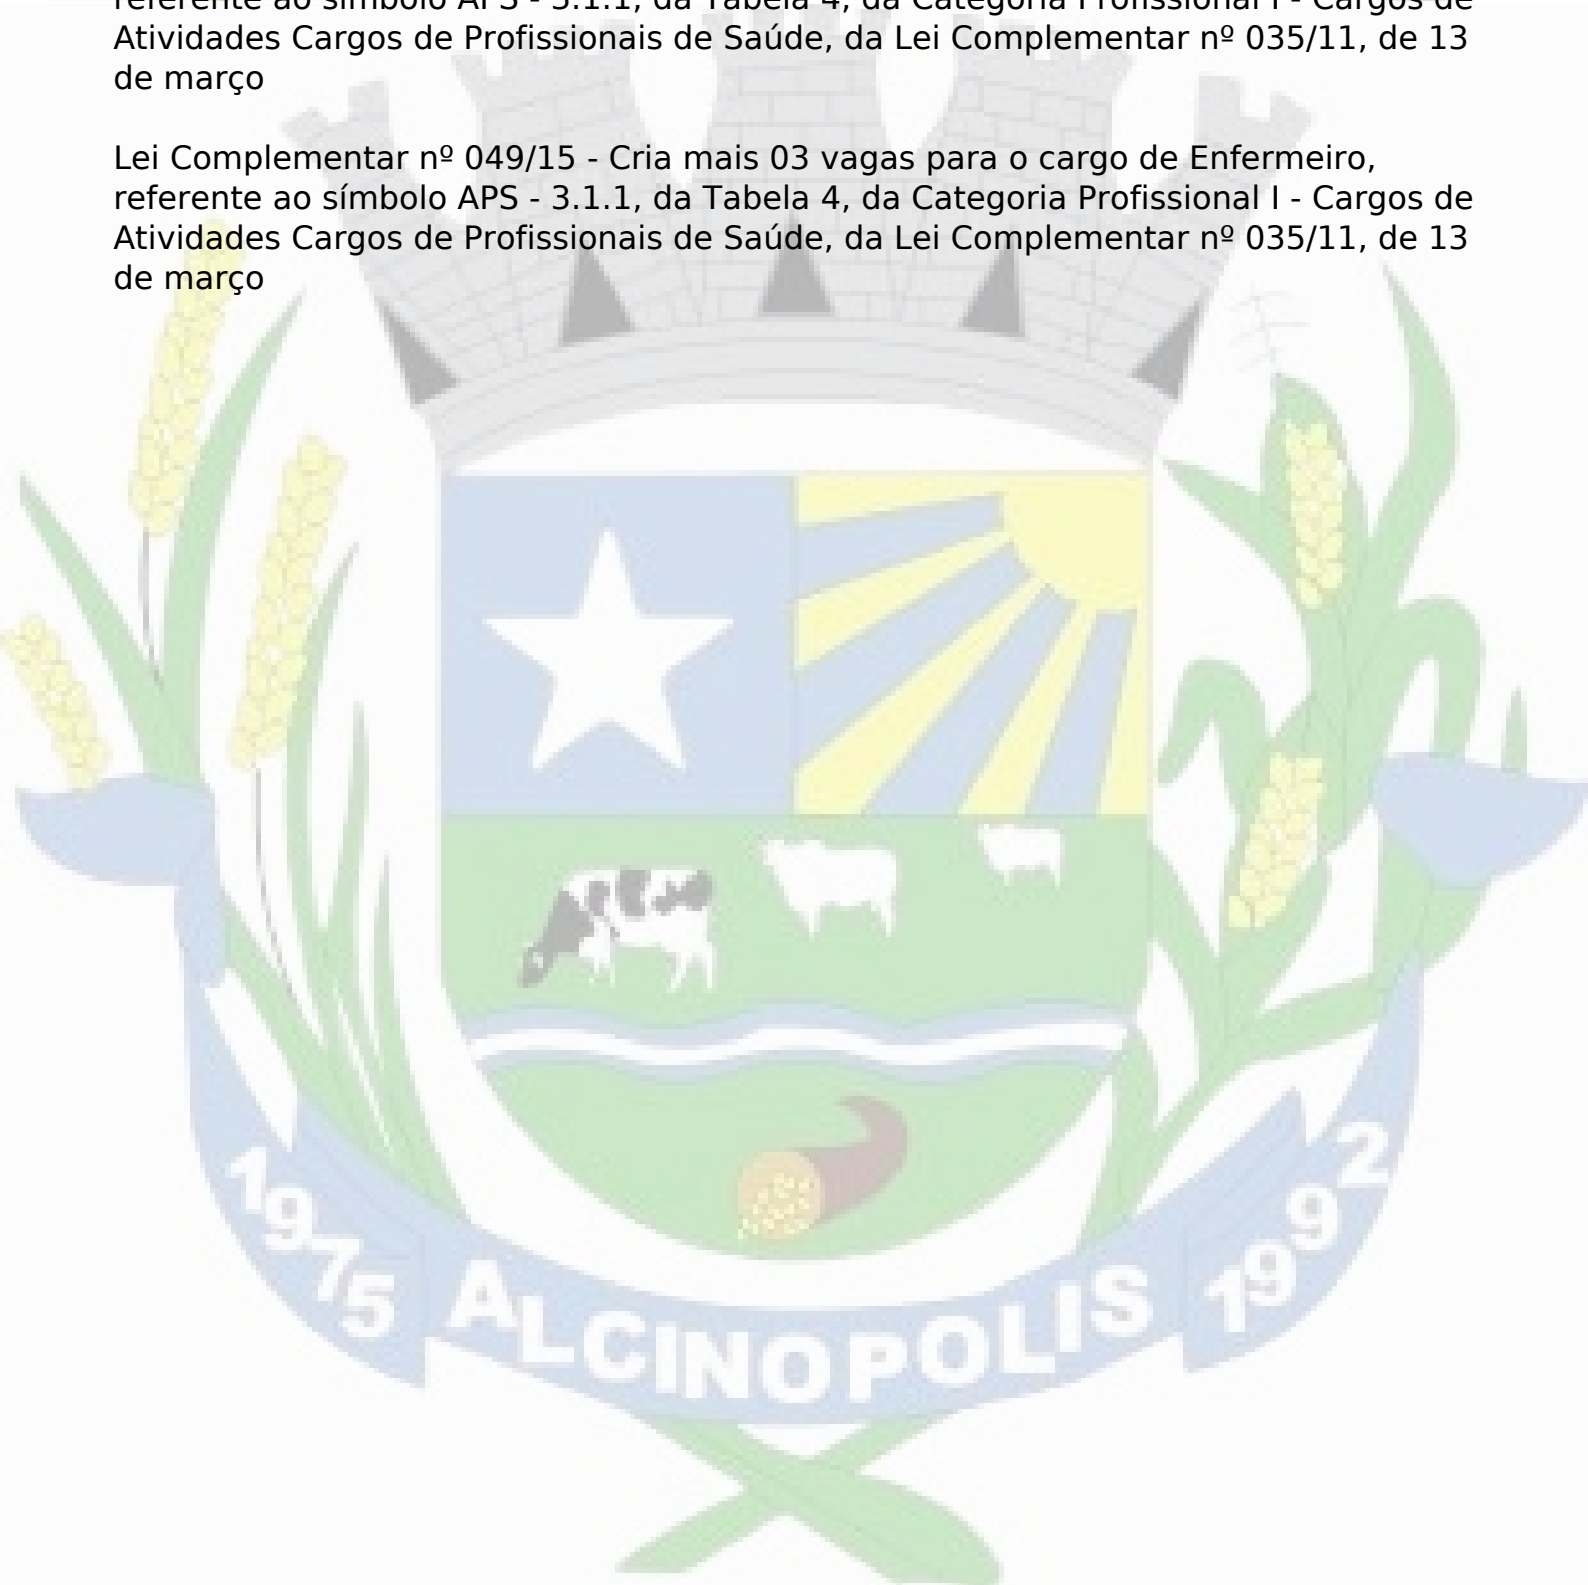 referente ao símbolo APS - 3.1.1, da Tabela 4, da Categoria Profissional I - Cargos de
Atividades Cargos de Profissionais de Saúde, da Lei Complementar nº 035/11, de 13
de março
Lei Complementar nº 049/15 - Cria mais 03 vagas para o cargo de Enfermeiro,
referente ao símbolo APS - 3.1.1, da Tabela 4, da Categoria Profissional I - Cargos de
Atividades Cargos de Profissionais de Saúde, da Lei Complementar nº 035/11, de 13
de março
1975 ALCINOPOLIS 1992